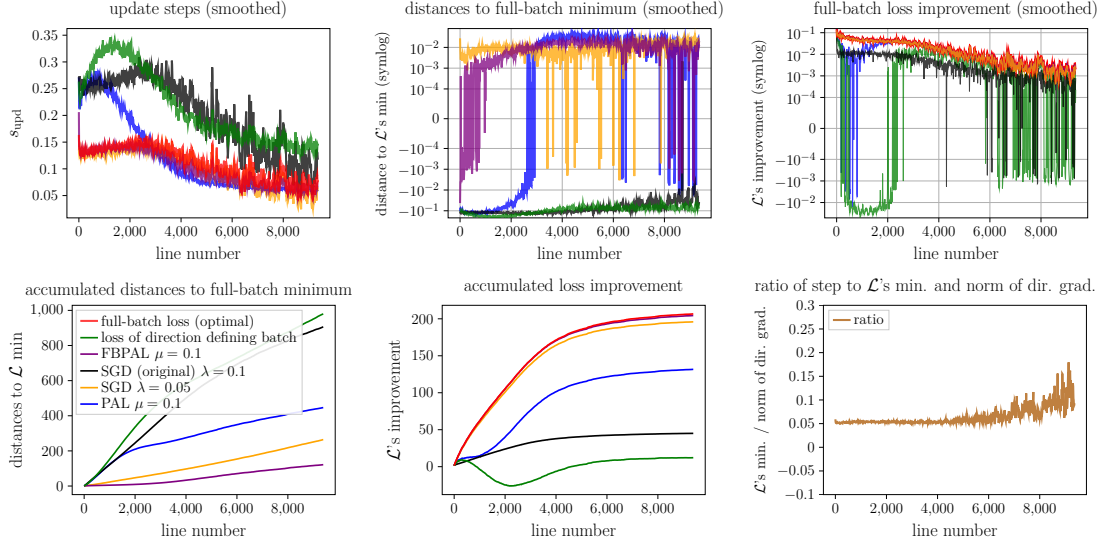 update steps (smoothed)
0.35
0.3
0.25
0.2
0.15
0.1
0.05
s_upd
0
2,000
4,000
6,000
8,000
line number
distances to full-batch minimum (smoothed)
10⁻²
10⁻³
10⁻⁴
0
−10⁻⁴
−10⁻³
−10⁻²
−10⁻¹
distance to ℒ's min (symlog)
0
2,000
4,000
6,000
8,000
line number
full-batch loss improvement (smoothed)
10⁻¹
10⁻²
10⁻³
10⁻⁴
0
−10⁻⁴
−10⁻³
−10⁻²
ℒ's improvement (symlog)
0
2,000
4,000
6,000
8,000
line number
accumulated distances to full-batch minimum
1,000
800
600
400
200
0
distances to ℒ min
full-batch loss (optimal)
loss of direction defining batch
FBPAL μ = 0.1
SGD (original) λ = 0.1
SGD λ = 0.05
PAL μ = 0.1
0
2,000
4,000
6,000
8,000
line number
accumulated loss improvement
200
150
100
50
0
ℒ's improvement
0
2,000
4,000
6,000
8,000
line number
ratio of step to ℒ's min. and norm of dir. grad.
0.3
0.25
0.2
0.15
0.1
0.05
0
−0.05
−0.1
ℒ's min. / norm of dir. grad.
ratio
0
2,000
4,000
6,000
8,000
line number